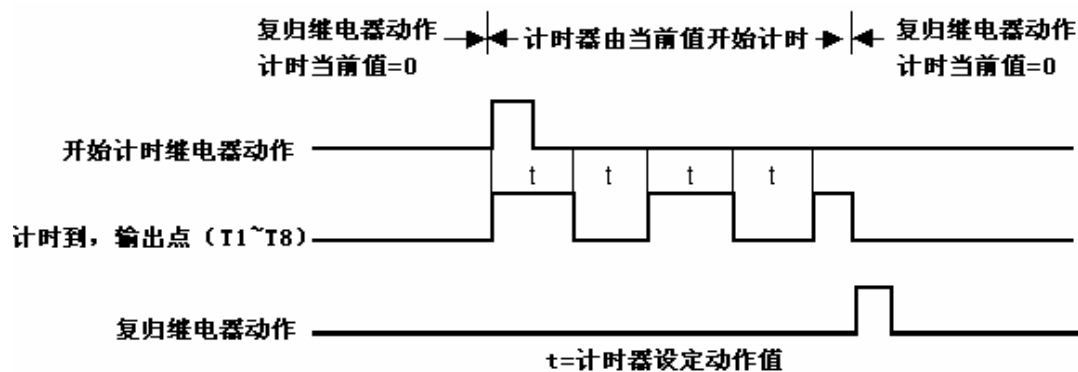 复归继电器动作
计时当前值=0
计时器由当前值开始计时
复归继电器动作
计时当前值=0
开始计时继电器动作
t t t t
计时到，输出点（T1~T8）
复归继电器动作
t=计时器设定动作值